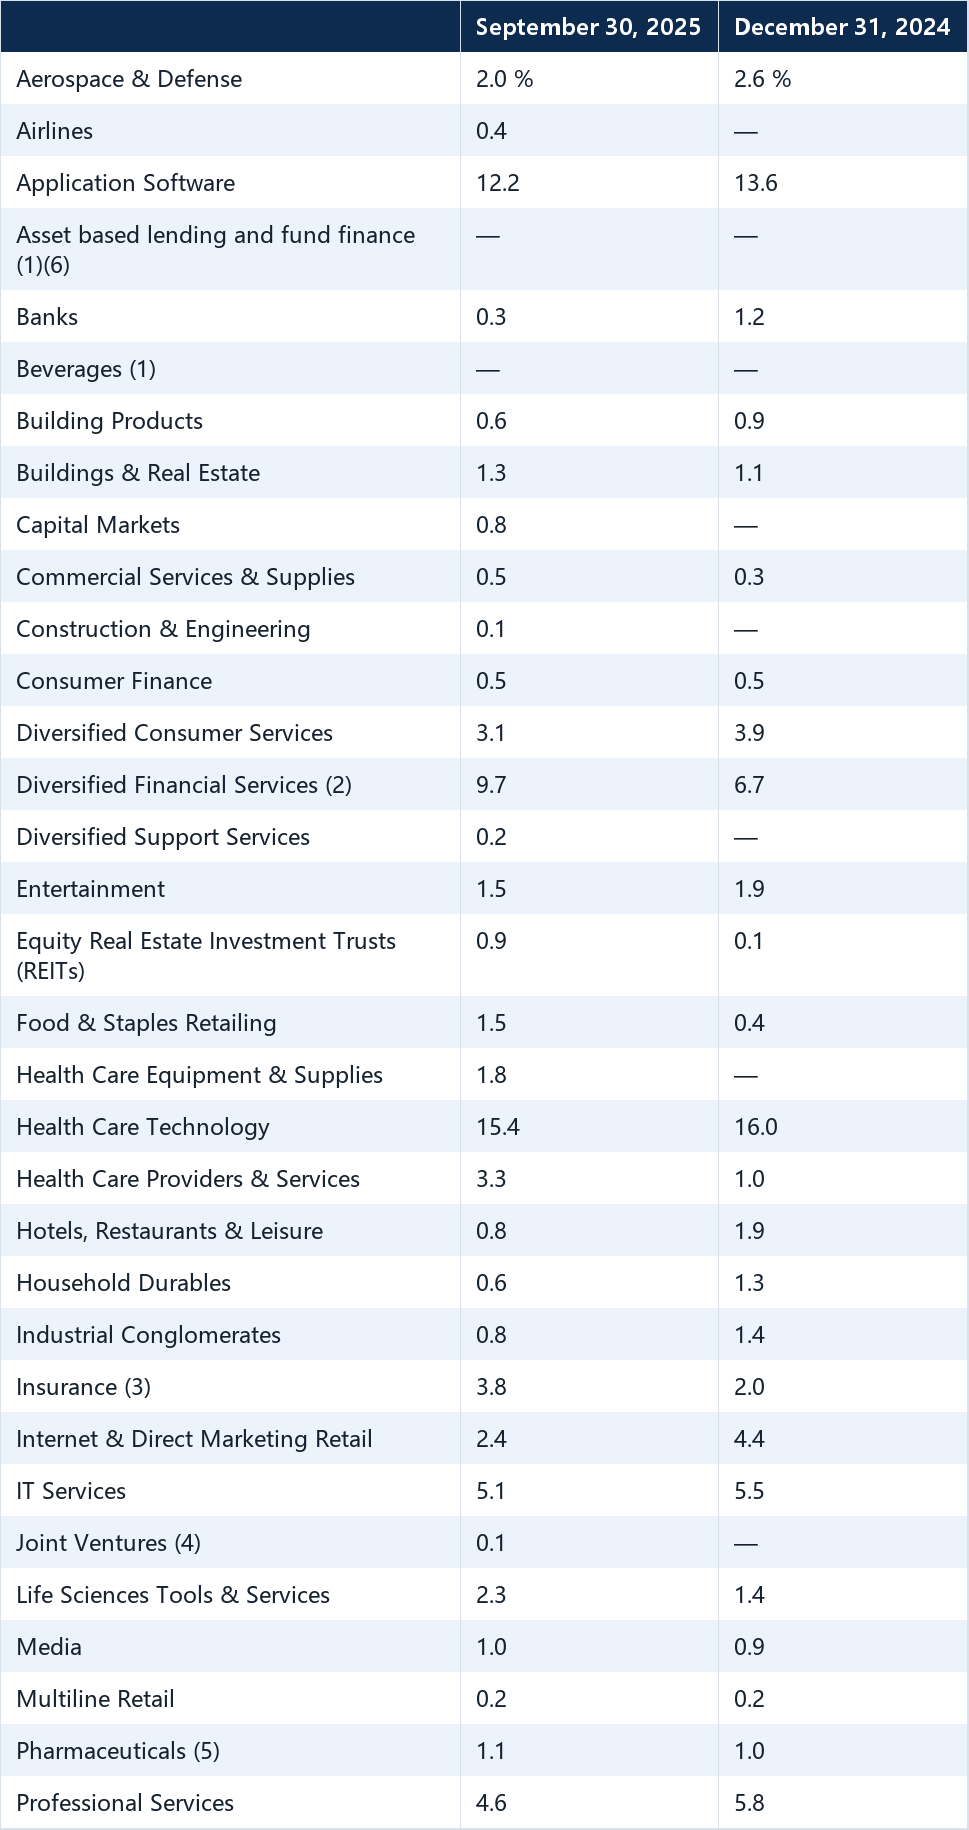 September 30, 2025 December 31, 2024
Aerospace & Defense 2.0 % 2.6 %
Airlines 0.4 —
Application Software 12.2 13.6
Asset based lending and fund finance — —
(1)(6)
Banks 0.3 1.2
Beverages (1) — —
Building Products 0.6 0.9
Buildings & Real Estate 1.3 1.1
Capital Markets 0.8 —
Commercial Services & Supplies 0.5 0.3
Construction & Engineering 0.1 —
Consumer Finance 0.5 0.5
Diversified Consumer Services 3.1 3.9
Diversified Financial Services (2) 9.7 6.7
Diversified Support Services 0.2 —
Entertainment 1.5 1.9
Equity Real Estate Investment Trusts 0.9 0.1
(REITs)
Food & Staples Retailing 1.5 0.4
Health Care Equipment & Supplies 1.8 —
Health Care Technology 15.4 16.0
Health Care Providers & Services 3.3 1.0
Hotels, Restaurants & Leisure 0.8 1.9
Household Durables 0.6 1.3
Industrial Conglomerates 0.8 1.4
Insurance (3) 3.8 2.0
Internet & Direct Marketing Retail 2.4 4.4
IT Services 5.1 5.5
Joint Ventures (4) 0.1 —
Life Sciences Tools & Services 2.3 1.4
Media 1.0 0.9
Multiline Retail 0.2 0.2
Pharmaceuticals (5) 1.1 1.0
Professional Services 4.6 5.8